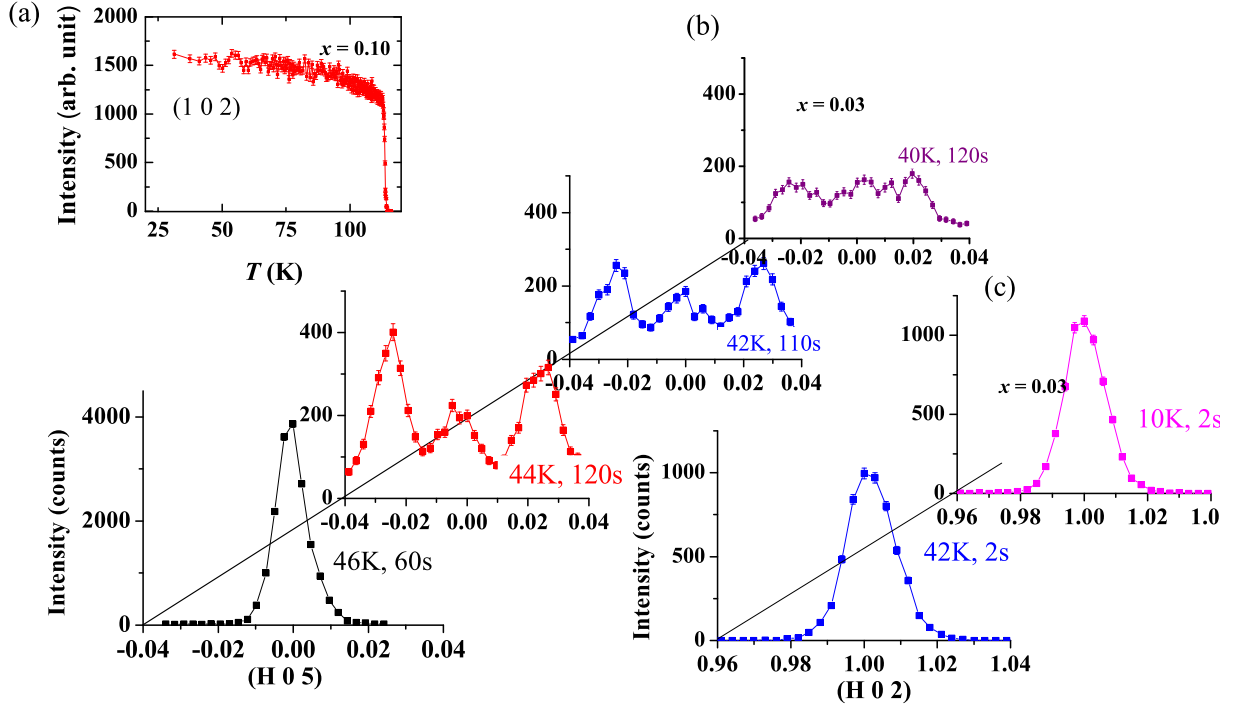 (a)
2000
1500
1000
500
0
Intensity (arb. unit)
x = 0.10
(1 0 2)
25 50 75 100
T (K)
(b)
400
200
0
x = 0.03
40K, 120s
-0.04 -0.02 0.00 0.02 0.04
400
200
0
42K, 110s
-0.04 -0.02 0.00 0.02 0.04
400
300
200
100
0
44K, 120s
-0.04 -0.02 0.00 0.02 0.04
4000
2000
0
Intensity (counts)
46K, 60s
-0.04 -0.02 0.00 0.02 0.04
(H 0 5)
(c)
1000
500
0
x = 0.03
10K, 2s
0.96 0.98 1.00 1.02 1.0
1000
500
0
Intensity (counts)
42K, 2s
0.96 0.98 1.00 1.02 1.04
(H 0 2)